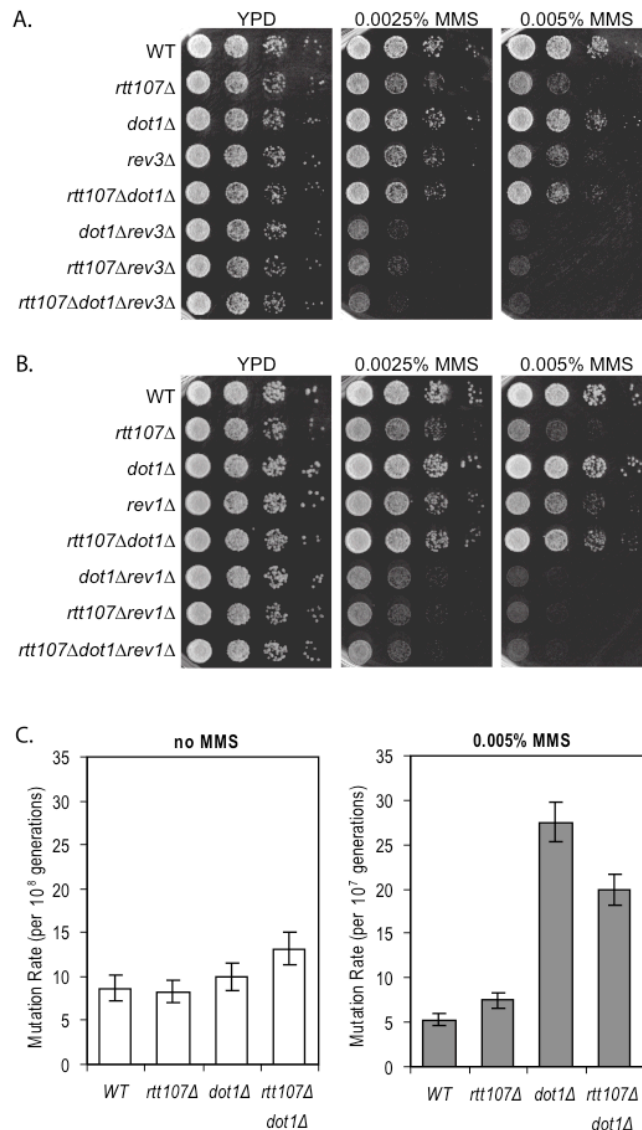 A.
YPD 0.0025% MMS 0.005% MMS
WT
rtt107Δ
dot1Δ
rev3Δ
rtt107Δdot1Δ
dot1Δrev3Δ
rtt107Δrev3Δ
rtt107Δdot1Δrev3Δ
B.
YPD 0.0025% MMS 0.005% MMS
WT
rtt107Δ
dot1Δ
rev1Δ
rtt107Δdot1Δ
dot1Δrev1Δ
rtt107Δrev1Δ
rtt107Δdot1Δrev1Δ
C.
no MMS
Mutation Rate (per 10⁸ generations)
35
30
25
20
15
10
5
0
WT rtt107Δ dot1Δ rtt107Δ
dot1Δ
0.005% MMS
Mutation Rate (per 10⁷ generations)
35
30
25
20
15
10
5
0
WT rtt107Δ dot1Δ rtt107Δ
dot1Δ